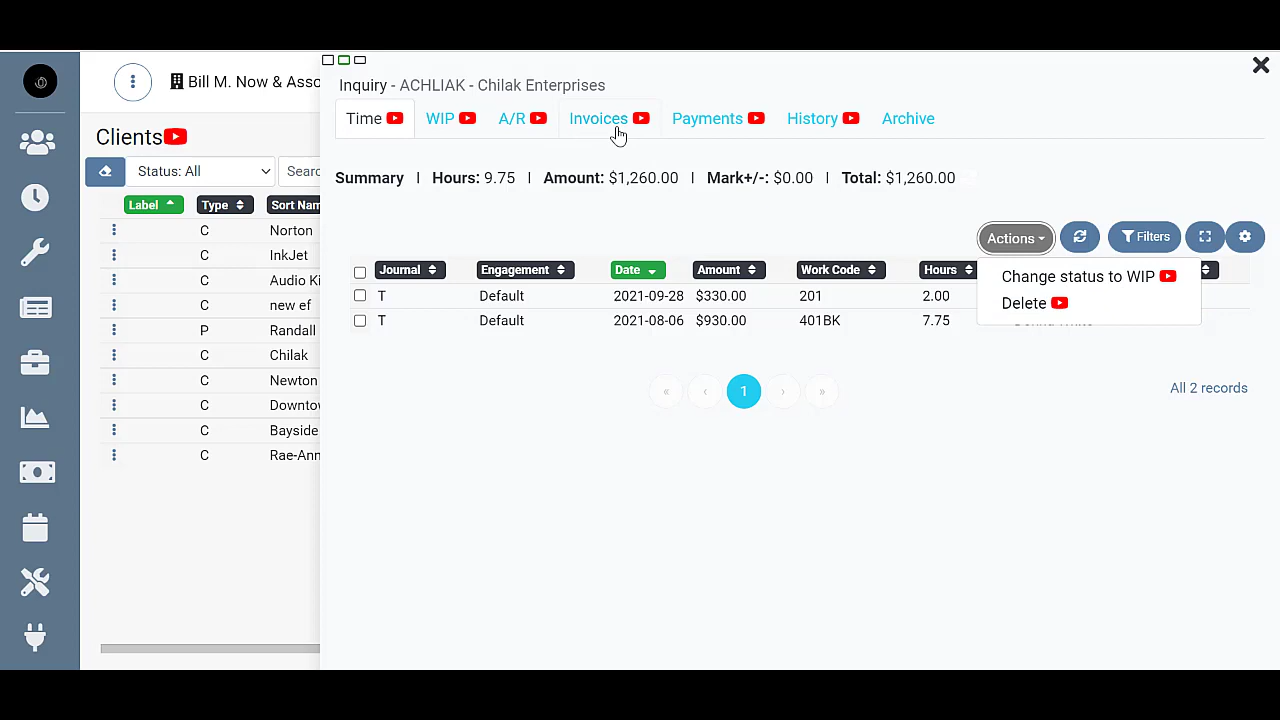 Bill M. Now & Asso
Clients
Status: All
Sear
Label Type Sort Nam
C Norton
C InkJet
C Audio Ki
C new ef
P Randall
C Chilak
C Newton
C Downto
C Bayside
C Rae-Ann
Inquiry - ACHLIAK - Chilak Enterprises
Time WIP A/R Invoices Payments History Archive
Summary | Hours: 9.75 | Amount: $1,260.00 | Mark+/-: $0.00 | Total: $1,260.00
Actions Filters
Change status to WIP
Delete
Journal Engagement Date Amount Work Code Hours
T Default 2021-09-28 $330.00 201 2.00
T Default 2021-08-06 $930.00 401BK 7.75
« ‹ 1 › »
All 2 records